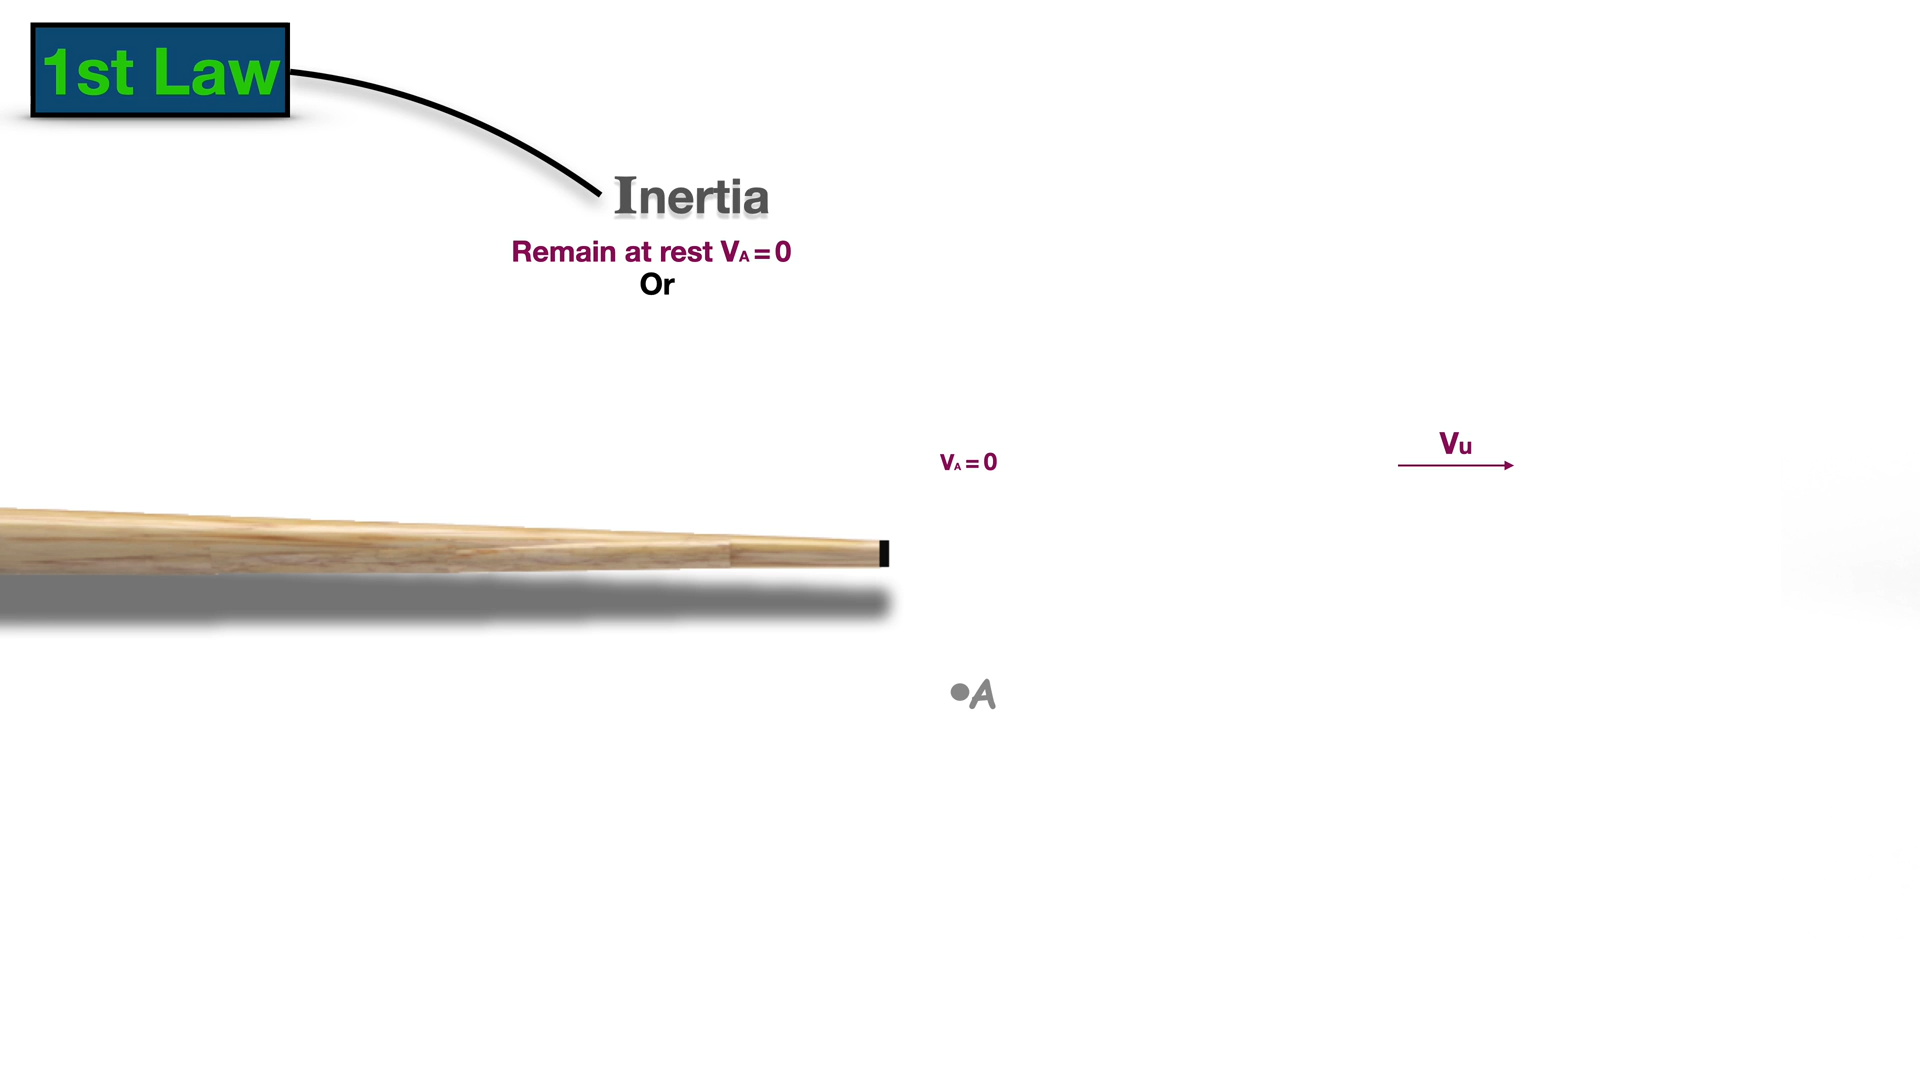 1st Law
Inertia
Remain at rest VA = 0
Or
VA = 0
Vu
•A